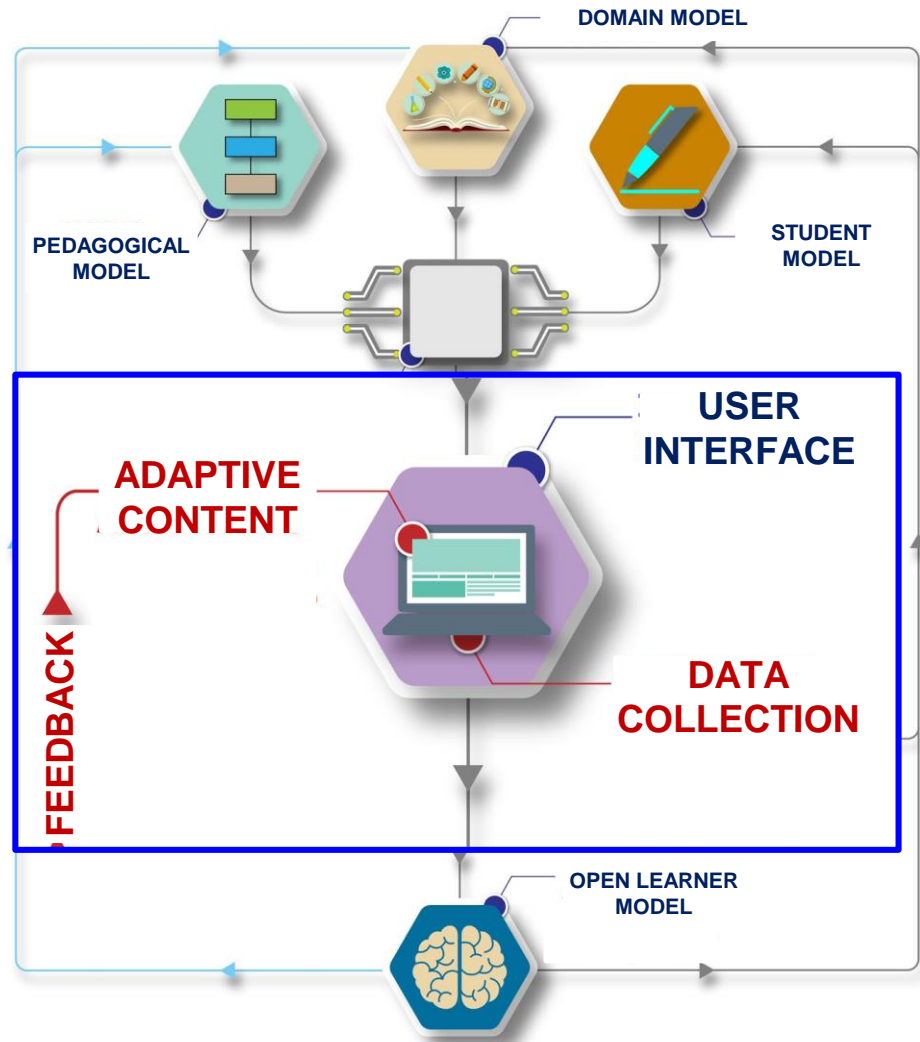 DOMAIN MODEL
PEDAGOGICAL
MODEL
STUDENT
MODEL
USER
INTERFACE
ADAPTIVE
CONTENT
FEEDBACK
DATA
COLLECTION
OPEN LEARNER
MODEL